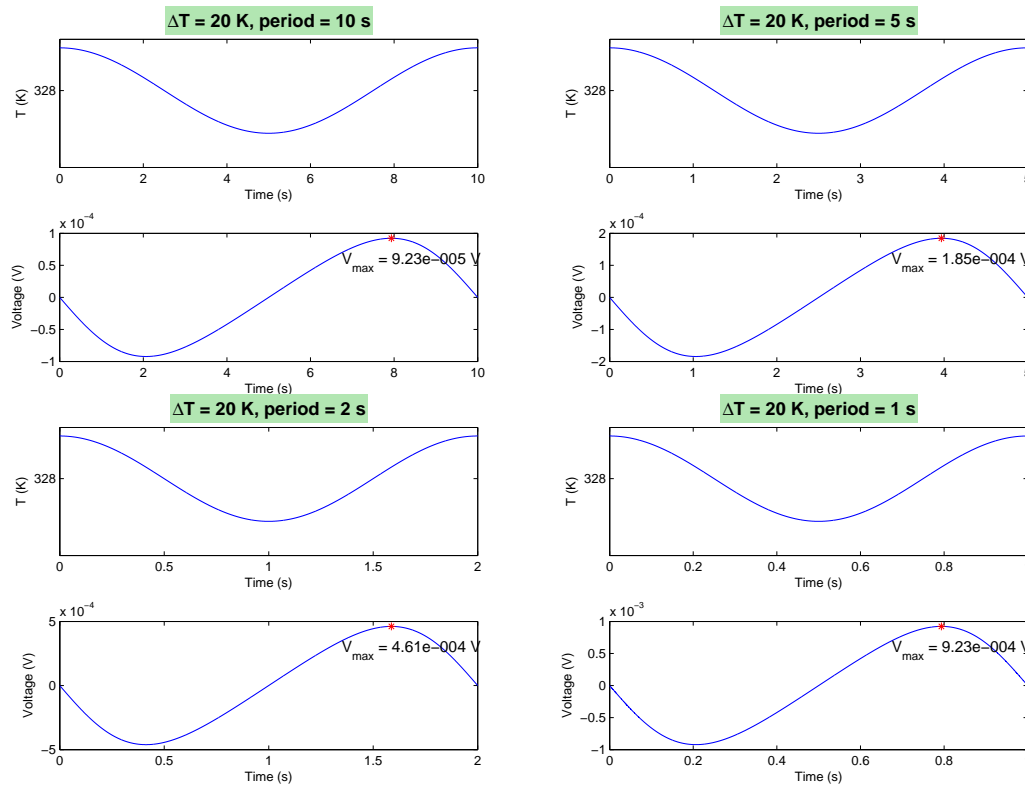 ΔT = 20 K, period = 10 s
T (K)
328
0 2 4 6 8 10
Time (s)
x 10⁻⁴
Voltage (V)
1
0.5
0
−0.5
−1
V_max = 9.23e−005 V
0 2 4 6 8 10
Time (s)
ΔT = 20 K, period = 5 s
T (K)
328
0 1 2 3 4 5
Time (s)
x 10⁻⁴
Voltage (V)
2
1
0
−1
−2
V_max = 1.85e−004 V
0 1 2 3 4 5
Time (s)
ΔT = 20 K, period = 2 s
T (K)
328
0 0.5 1 1.5 2
Time (s)
x 10⁻⁴
Voltage (V)
5
0
−5
V_max = 4.61e−004 V
0 0.5 1 1.5 2
Time (s)
ΔT = 20 K, period = 1 s
T (K)
328
0 0.2 0.4 0.6 0.8
Time (s)
x 10⁻³
Voltage (V)
1
0.5
0
−0.5
−1
V_max = 9.23e−004 V
0 0.2 0.4 0.6 0.8
Time (s)